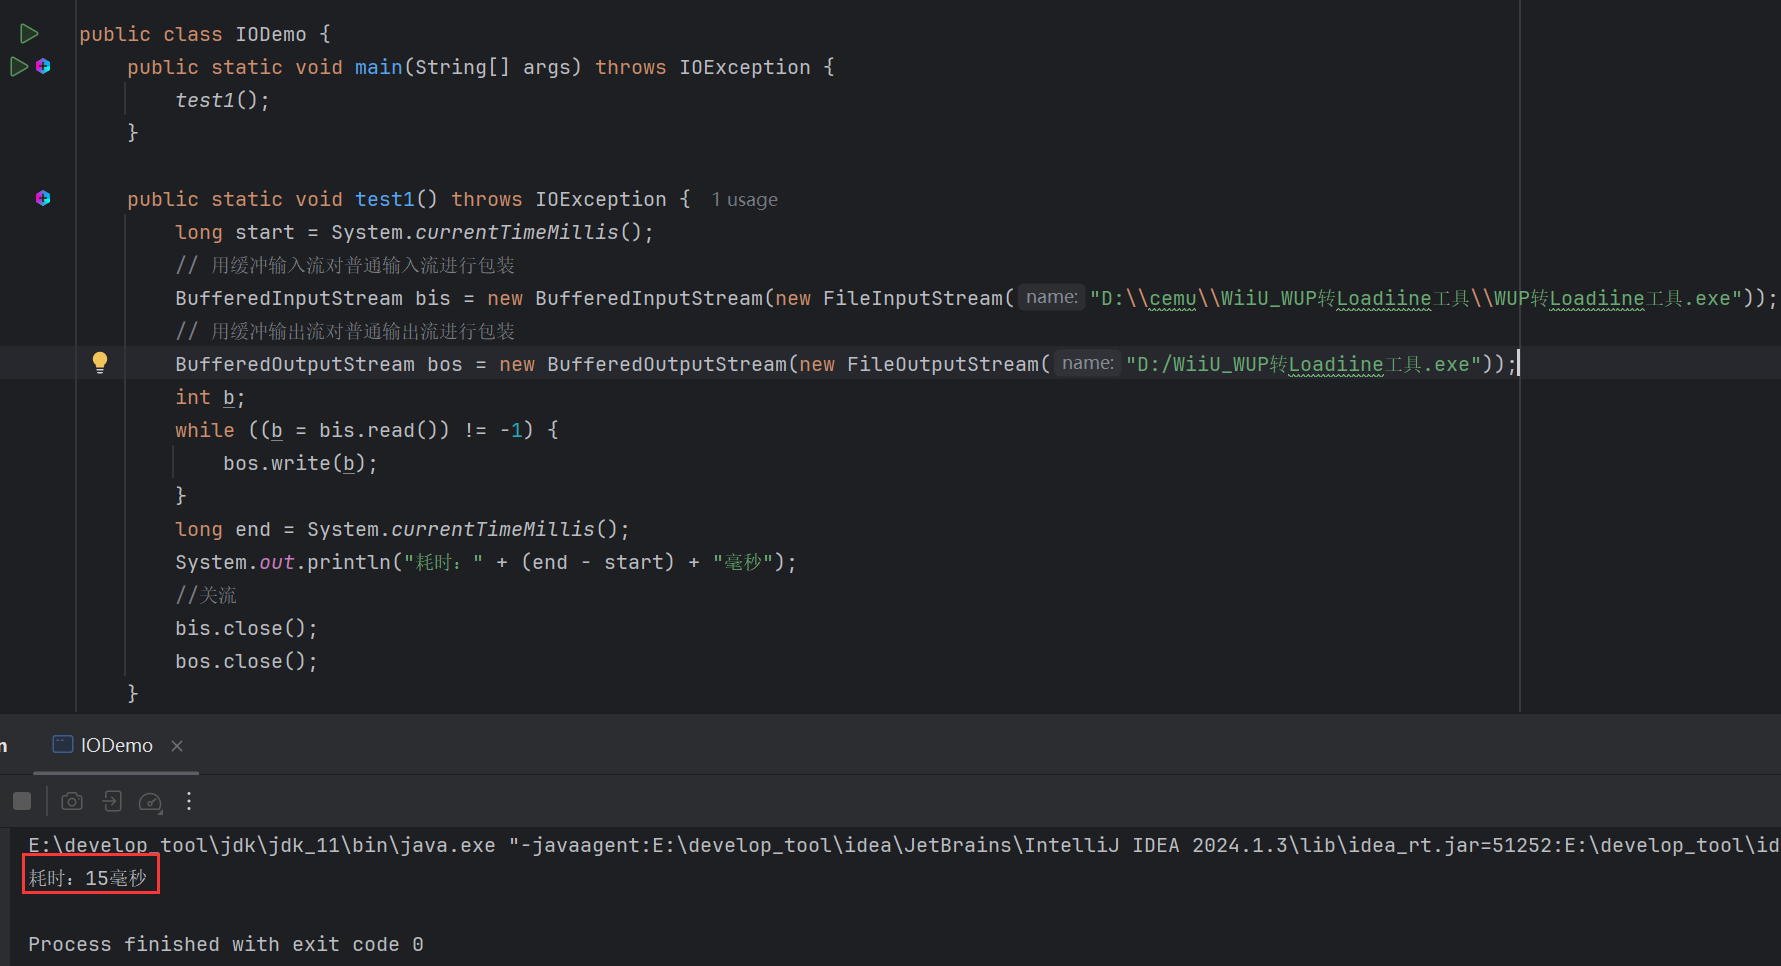 public class IODemo {
public static void main(String[] args) throws IOException {
test1();
}
public static void test1() throws IOException { 1 usage
long start = System.currentTimeMillis();
// 用缓冲输入流对普通输入流进行包装
BufferedInputStream bis = new BufferedInputStream(new FileInputStream( name: "D:\\cemu\\WiiU_WUP转Loadiine工具\\WUP转Loadiine工具.exe"));
// 用缓冲输出流对普通输出流进行包装
BufferedOutputStream bos = new BufferedOutputStream(new FileOutputStream( name: "D:/WiiU_WUP转Loadiine工具.exe"));
int b;
while ((b = bis.read()) != -1) {
bos.write(b);
}
long end = System.currentTimeMillis();
System.out.println("耗时：" + (end - start) + "毫秒");
//关流
bis.close();
bos.close();
}
n IODemo
E:\develop_tool\jdk\jdk_11\bin\java.exe "-javaagent:E:\develop_tool\idea\JetBrains\IntelliJ IDEA 2024.1.3\lib\idea_rt.jar=51252:E:\develop_tool\id
耗时：15毫秒
Process finished with exit code 0